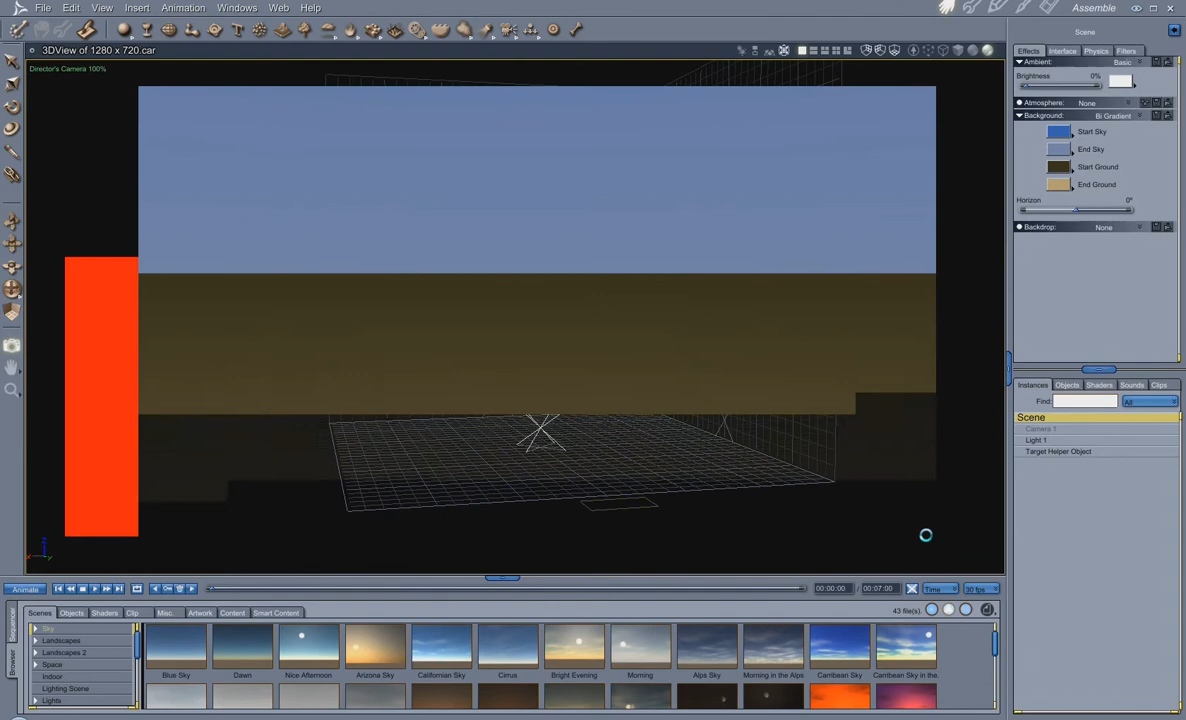 File Edit View Insert Animation Windows Web Help
Assemble
3DView of 1280 x 720.car
Scene
Director's Camera 100%
Effects Interface Physics Filters
Ambient: Basic
Brightness 0%
Atmosphere: None
Background: Bi Gradient
Start Sky
End Sky
Start Ground
End Ground
Horizon 0°
Backdrop: None
Instances Objects Shaders Sounds Clips
Find: All
Scene
Camera 1
Light 1
Target Helper Object
Z
X Y
Animate 00:00:00 / 00:07:00 Time 30 fps
Sequencer
Browser
Scenes Objects Shaders Clip Misc. Artwork Content Smart Content 43 file(s).
Sky
Landscapes
Landscapes 2
Space
Indoor
Lighting Scene
Lights
Blue Sky Dawn Nice Afternoon Arizona Sky Californian Sky Cirrus Bright Evening Morning Alps Sky Morning in the Alps Carribean Sky Carribean Sky in the.